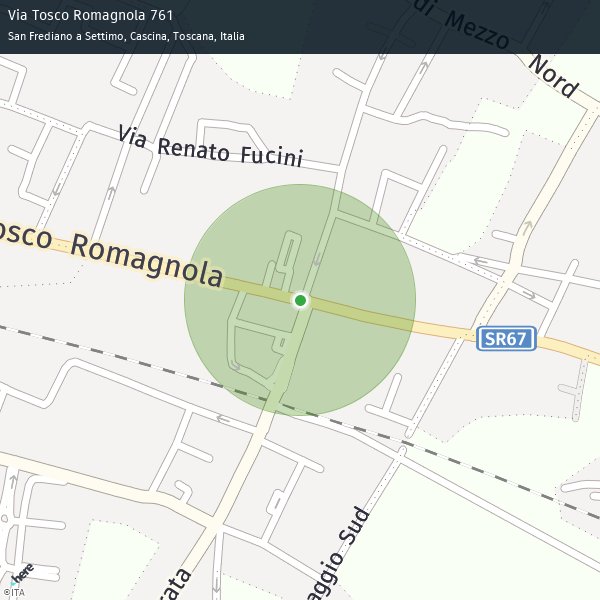 Via Tosco Romagnola 761
San Frediano a Settimo, Cascina, Toscana, Italia
di Mezzo Nord
Via Renato Fucini
osco Romagnola
SR67
aggio Sud
rata
here
©ITA